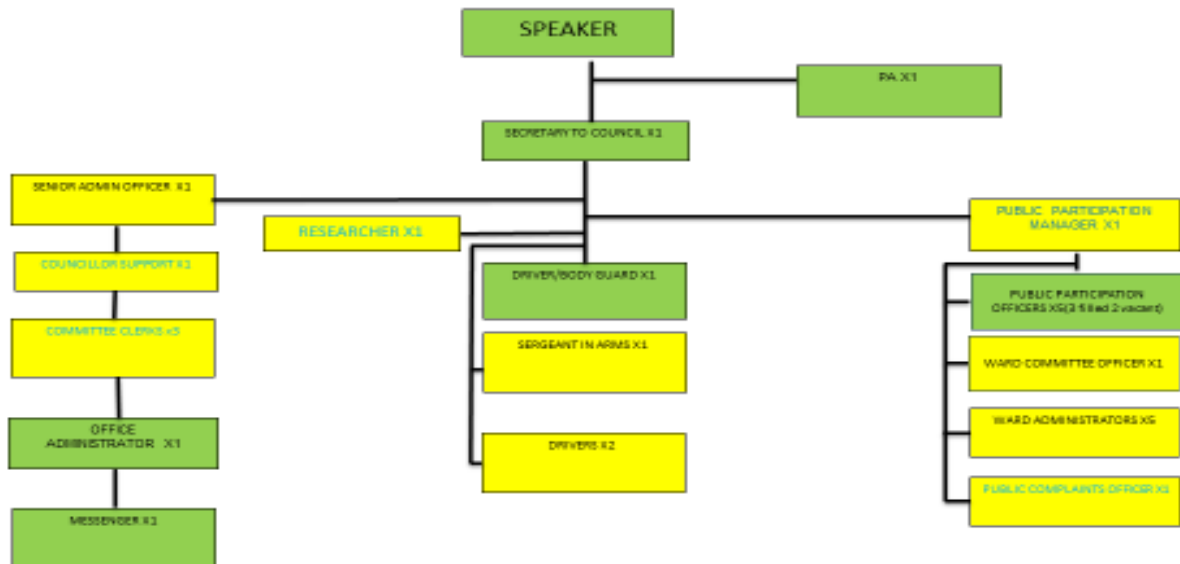 SPEAKER
PA X1
SECRETARY TO COUNCIL X1
SENIOR ADMIN OFFICER X1
RESEARCHER X1
PUBLIC PARTICIPATION
MANAGER X1
COUNCILLOR SUPPORT X1
DRIVER/BODY GUARD X1
PUBLIC PARTICIPATION
OFFICERS X5(3 filled 2 vacant)
COMMITTEE CLERKS x3
SERGEANT IN ARMS X1
WARD COMMITTEE OFFICER X1
OFFICE
ADMINISTRATOR X1
DRIVERS X2
WARD ADMINISTRATORS X5
PUBLIC COMPLAINTS OFFICER X1
MESSENGER X1